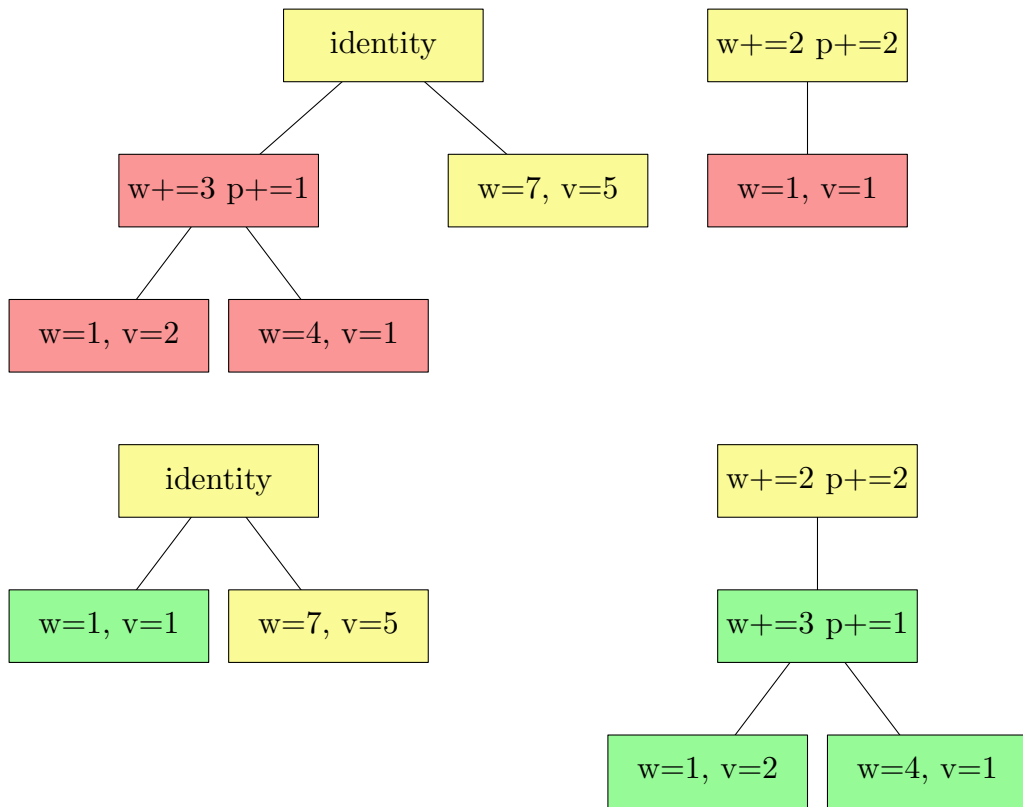 identity
w+=2 p+=2
w+=3 p+=1
w=7, v=5
w=1, v=1
w=1, v=2
w=4, v=1
identity
w+=2 p+=2
w=1, v=1
w=7, v=5
w+=3 p+=1
w=1, v=2
w=4, v=1